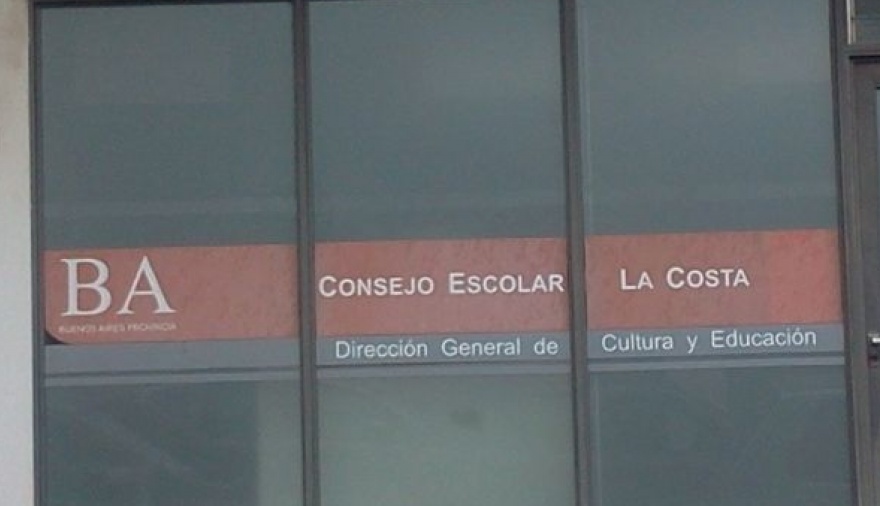 BA
BUENOS AIRES PROVINCIA
CONSEJO ESCOLAR LA COSTA
Dirección General de Cultura y Educación